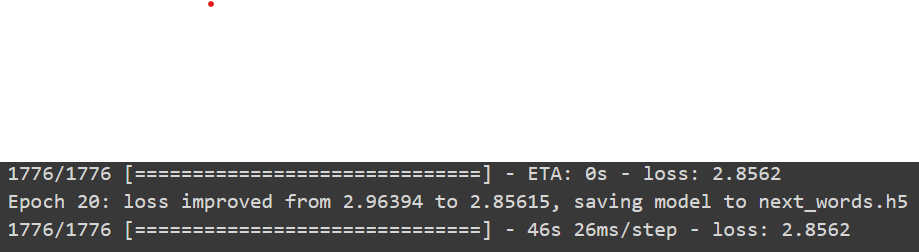 1776/1776 [==============================] - ETA: 0s - loss: 2.8562
Epoch 20: loss improved from 2.96394 to 2.85615, saving model to next_words.h5
1776/1776 [==============================] - 46s 26ms/step - loss: 2.8562